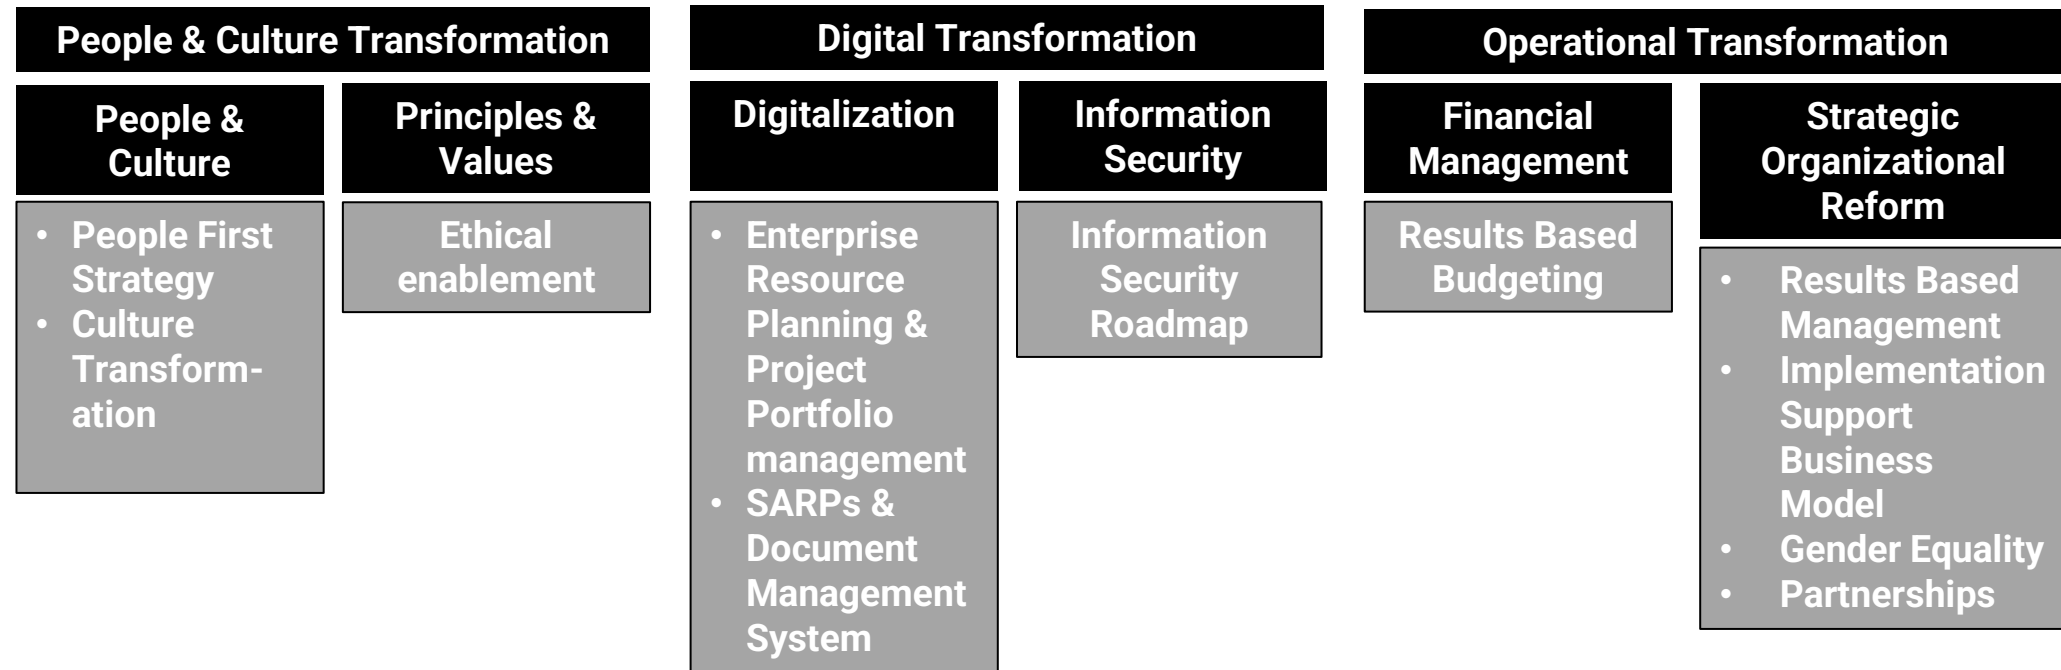 People & Culture Transformation
People &
Culture
• People First
Strategy
• Culture
Transform-
ation
Principles &
Values
Ethical
enablement
Digital Transformation
Digitalization
• Enterprise
Resource
Planning &
Project
Portfolio
management
• SARPs &
Document
Management
System
Information
Security
Information
Security
Roadmap
Operational Transformation
Financial
Management
Results Based
Budgeting
Strategic
Organizational
Reform
• Results Based
Management
• Implementation
Support
Business
Model
• Gender Equality
• Partnerships